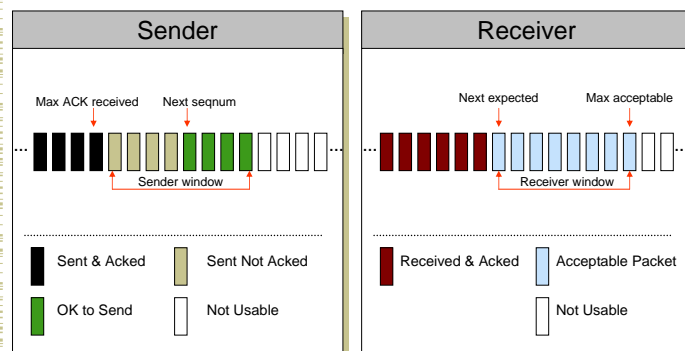 Sender
Max ACK received
Next seqnum
...
...
Sender window
Sent & Acked
Sent Not Acked
OK to Send
Not Usable
Receiver
Next expected
Max acceptable
...
...
Receiver window
Received & Acked
Acceptable Packet
Not Usable